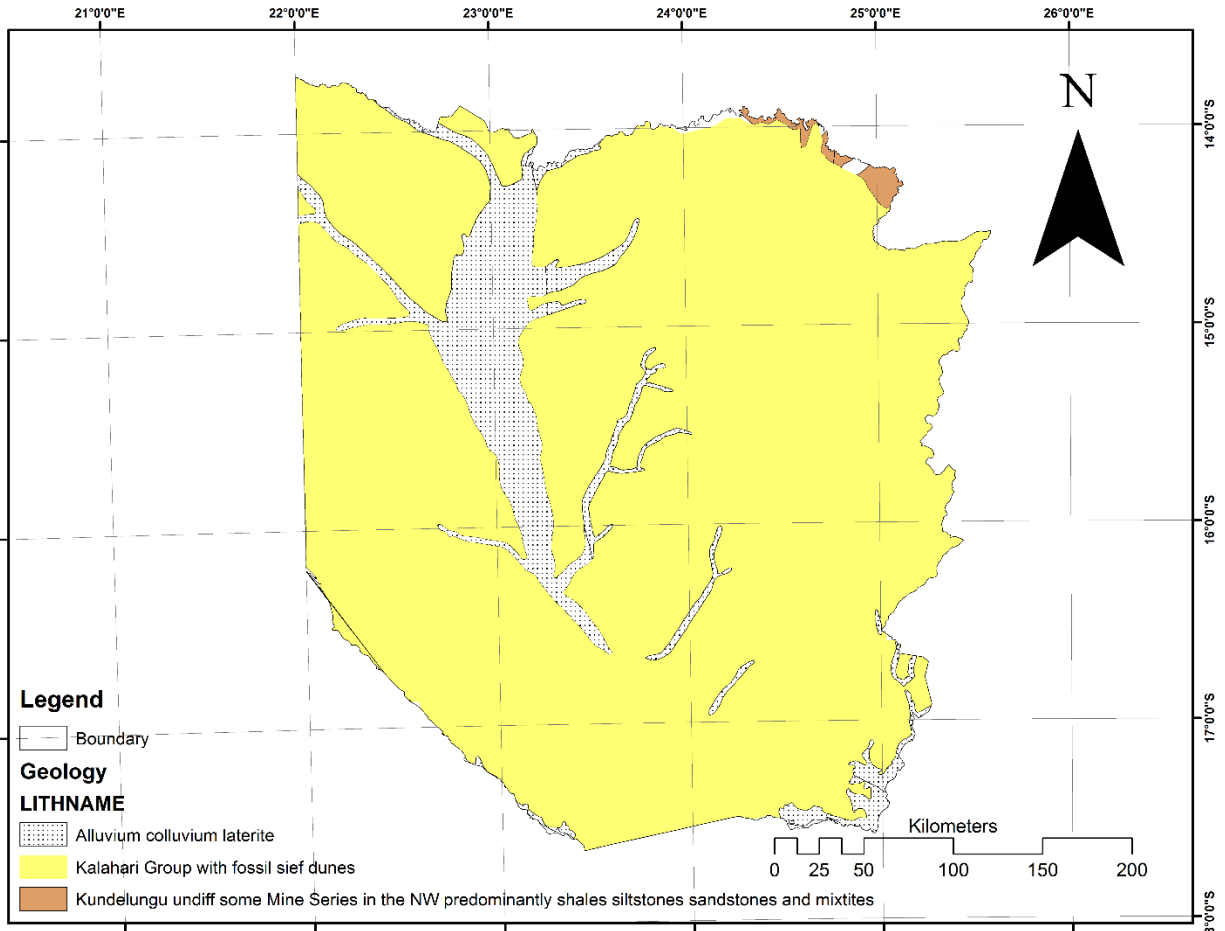 21°0'0"E 22°0'0"E 23°0'0"E 24°0'0"E 25°0'0"E 26°0'0"E
N
14°0'0"S
15°0'0"S
16°0'0"S
17°0'0"S
Legend
Boundary
Geology
LITHNAME
Alluvium colluvium laterite
Kalahari Group with fossil sief dunes
Kundelungu undiff some Mine Series in the NW predominantly shales siltstones sandstones and mixtites
Kilometers
0 25 50 100 150 200